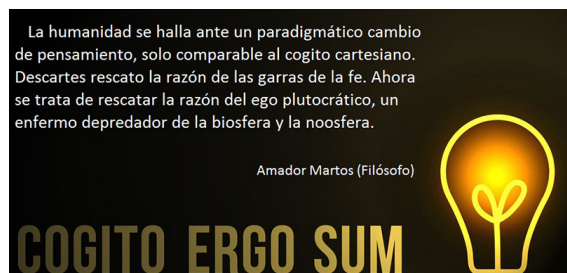 La humanidad se halla ante un paradigmático cambio
de pensamiento, solo comparable al cogito cartesiano.
Descartes rescato la razón de las garras de la fe. Ahora
se trata de rescatar la razón del ego plutocrático, un
enfermo depredador de la biosfera y la noosfera.
Amador Martos (Filósofo)
COGITO ERGO SUM